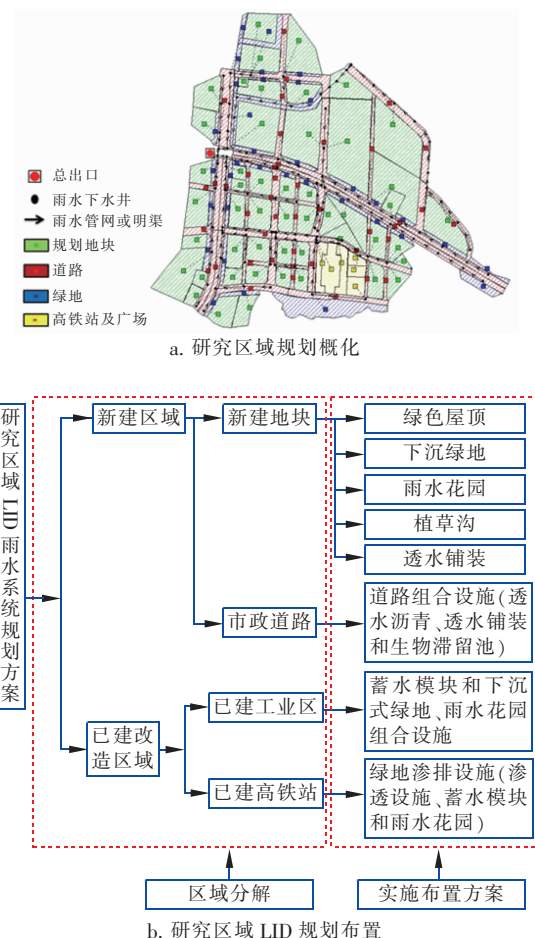 总出口
雨水下水井
雨水管网或明渠
规划地块
道路
绿地
高铁站及广场
a. 研究区域规划概化
研究区域 LID 雨水系统规划方案
新建区域
新建地块
绿色屋顶
下沉绿地
雨水花园
植草沟
透水铺装
市政道路
道路组合设施(透
水沥青、透水铺装
和生物滞留池)
已建改
造区域
已建工业区
蓄水模块和下沉
式绿地、雨水花园
组合设施
已建高铁站
绿地渗排设施(渗
透设施、蓄水模块
和雨水花园)
区域分解
实施布置方案
b. 研究区域 LID 规划布置